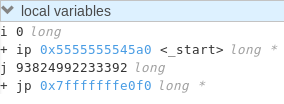 local variables
i 0 long
+ ip 0x5555555545a0 <_start> long *
j 93824992233392 long
+ jp 0x7fffffffe0f0 long *